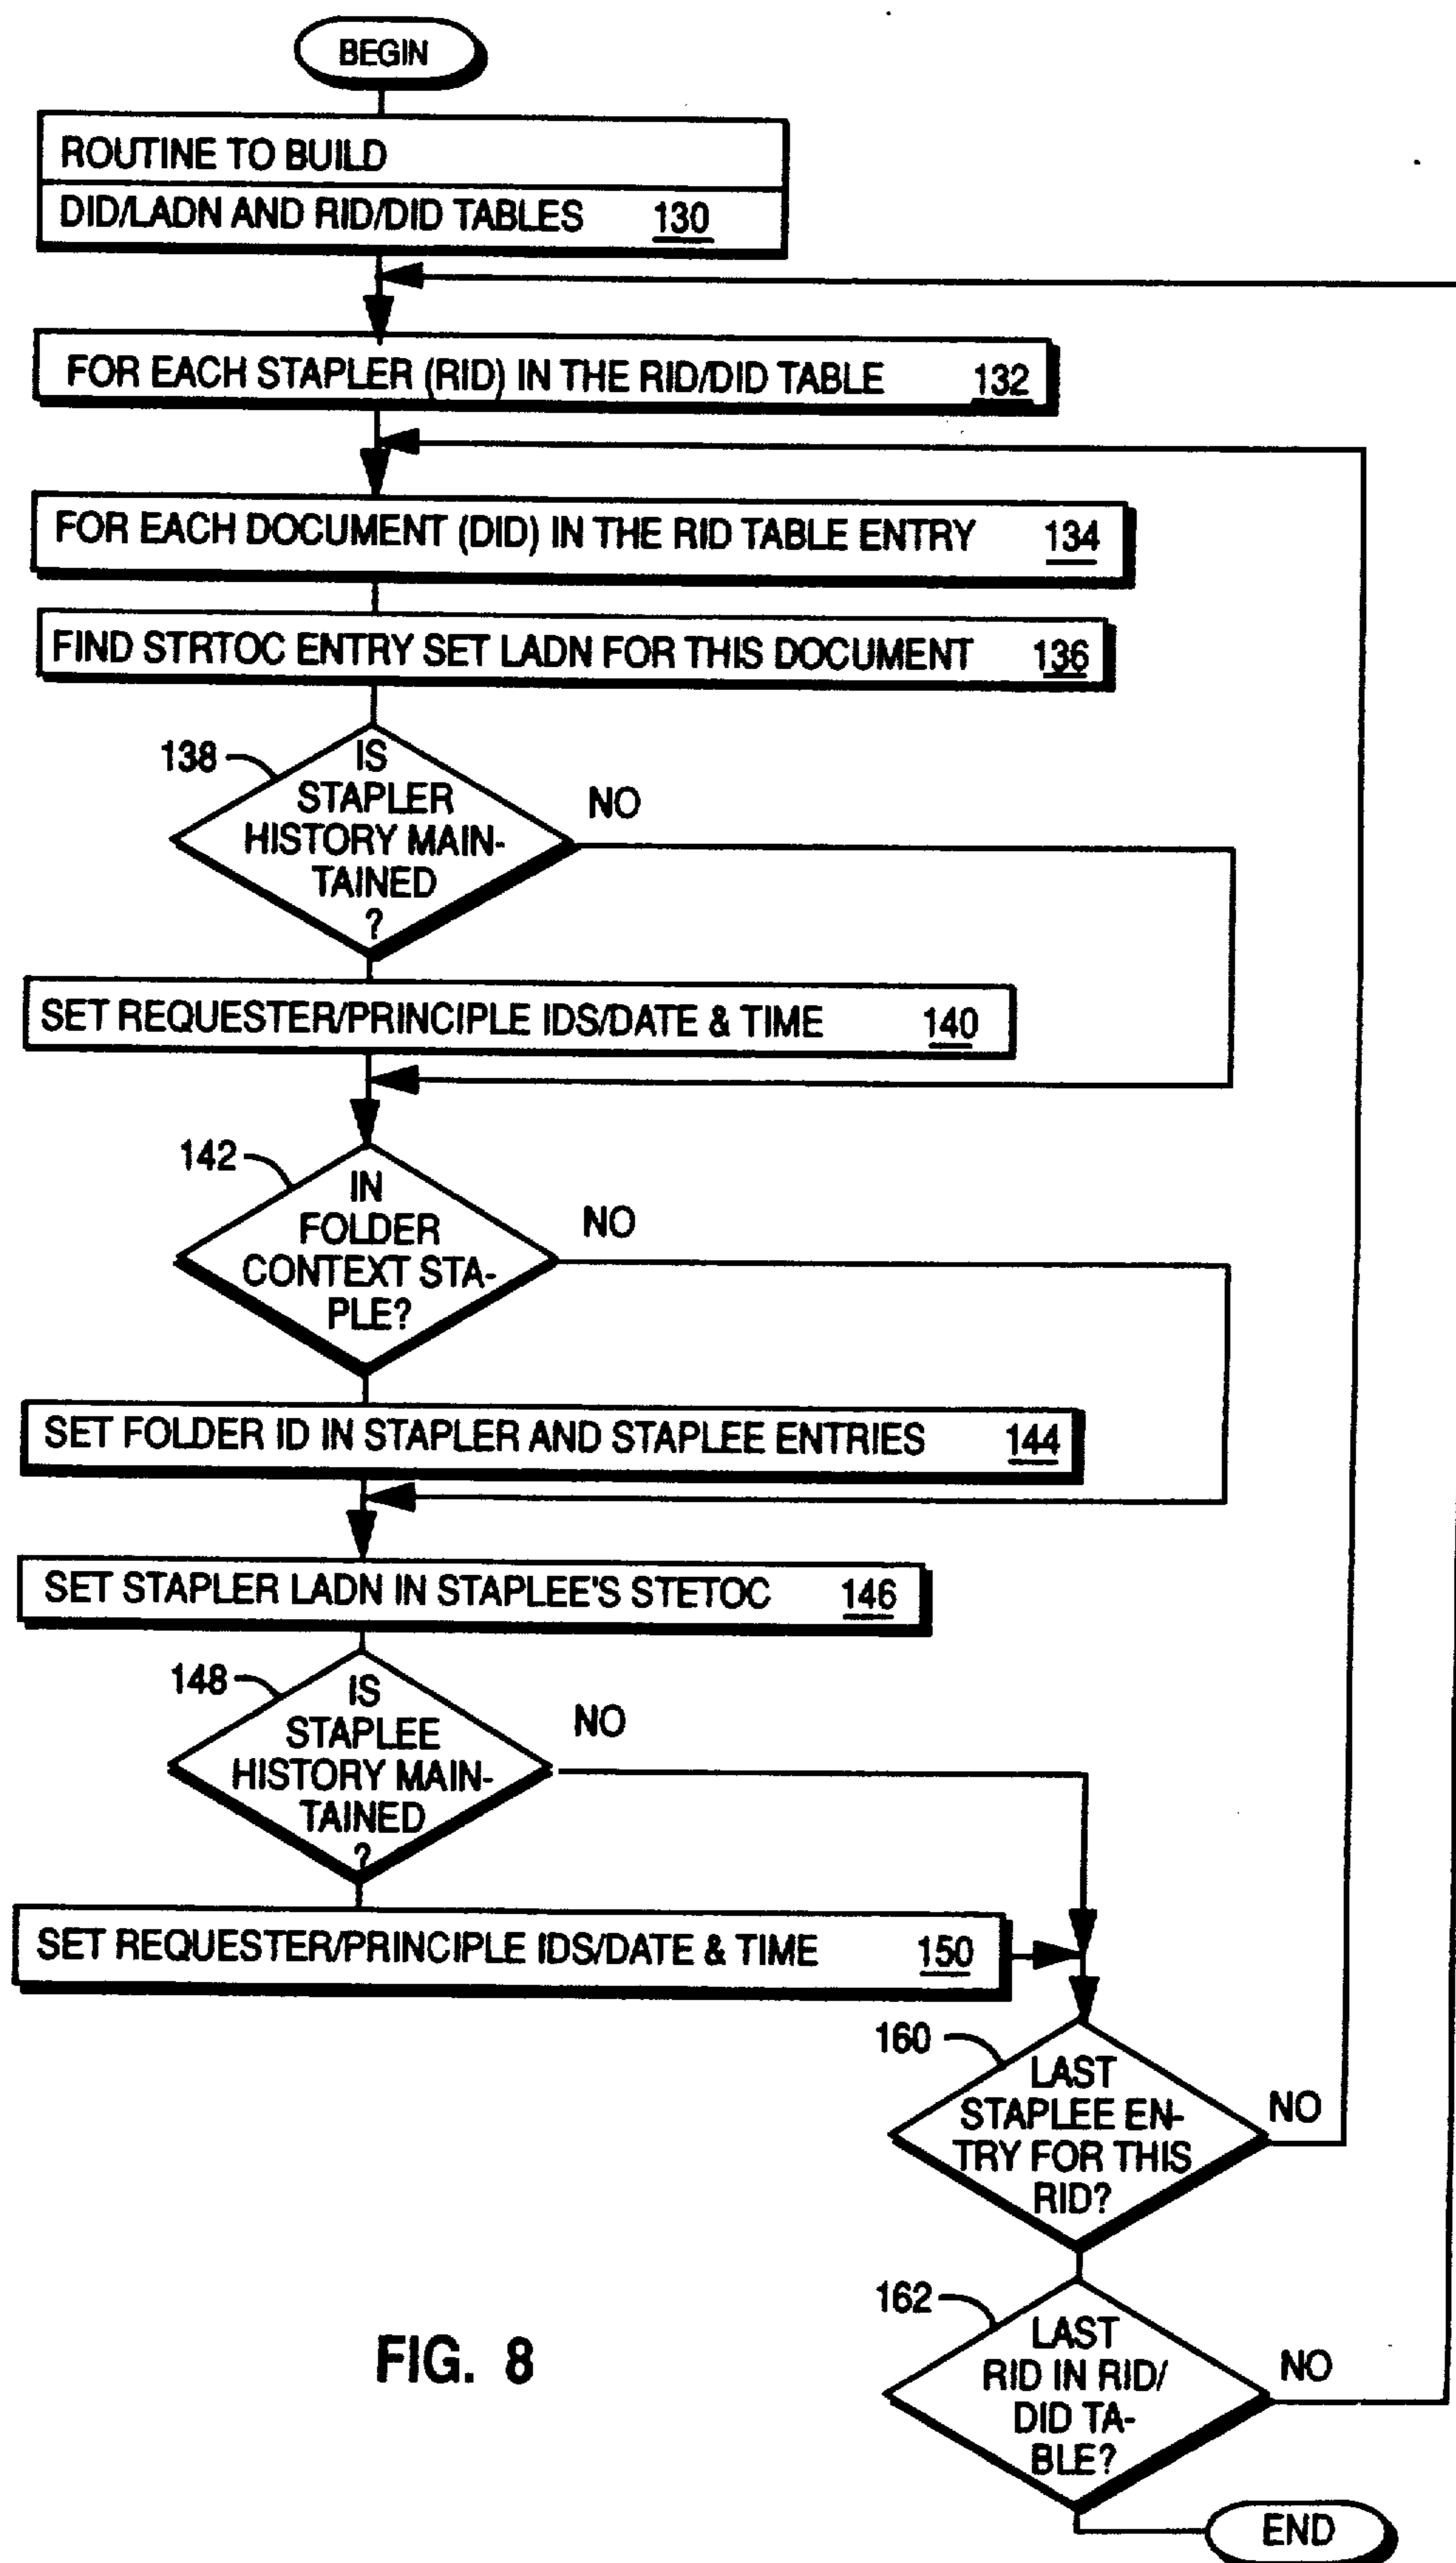 BEGIN
ROUTINE TO BUILD
DID/LADN AND RID/DID TABLES 130
FOR EACH STAPLER (RID) IN THE RID/DID TABLE 132
FOR EACH DOCUMENT (DID) IN THE RID TABLE ENTRY 134
FIND STRTOC ENTRY SET LADN FOR THIS DOCUMENT 136
138
IS
STAPLER
HISTORY MAIN-
TAINED
?
NO
SET REQUESTER/PRINCIPLE IDS/DATE & TIME 140
142
IN
FOLDER
CONTEXT STA-
PLE?
NO
SET FOLDER ID IN STAPLER AND STAPLEE ENTRIES 144
SET STAPLER LADN IN STAPLEE'S STETOC 146
148
IS
STAPLEE
HISTORY MAIN-
TAINED
?
NO
SET REQUESTER/PRINCIPLE IDS/DATE & TIME 150
160
LAST
STAPLEE EN-
TRY FOR THIS
RID?
NO
162
LAST
RID IN RID/
DID TA-
BLE?
NO
FIG. 8
END